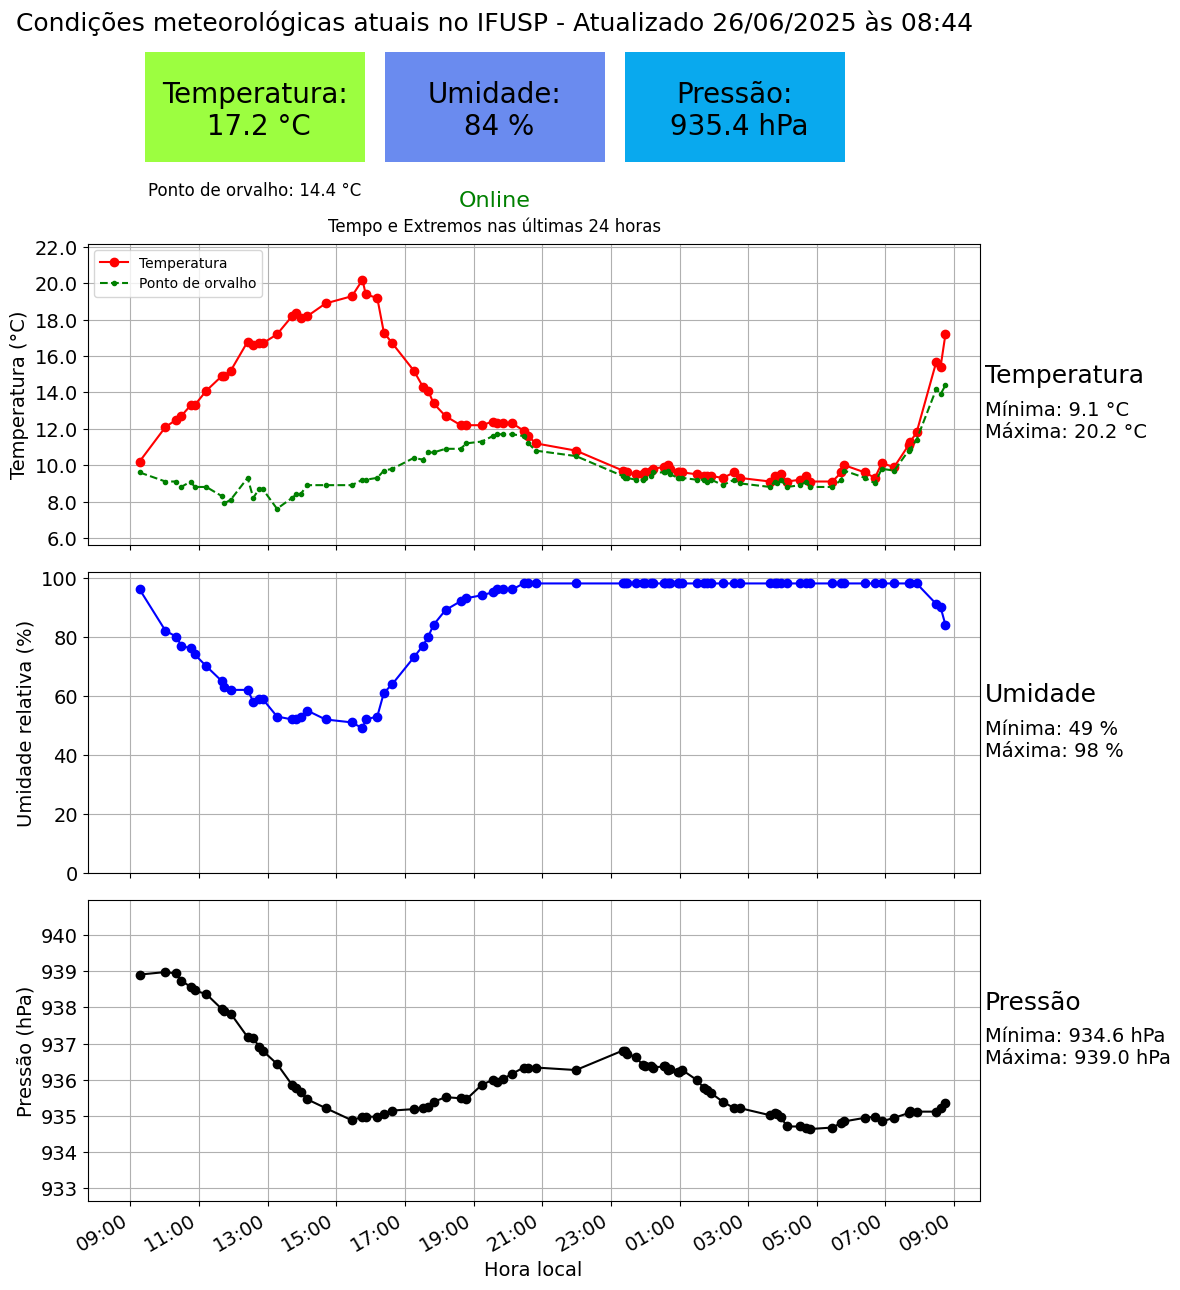 Condições meteorológicas atuais no IFUSP - Atualizado 26/06/2025 às 08:44
Temperatura:
17.2 °C
Umidade:
84 %
Pressão:
935.4 hPa
Ponto de orvalho: 14.4 °C
Online
Tempo e Extremos nas últimas 24 horas
Temperatura (°C)
22.0
20.0
18.0
16.0
14.0
12.0
10.0
8.0
6.0
Temperatura
Ponto de orvalho
Temperatura
Mínima: 9.1 °C
Máxima: 20.2 °C
Umidade relativa (%)
100
80
60
40
20
0
Umidade
Mínima: 49 %
Máxima: 98 %
Pressão (hPa)
940
939
938
937
936
935
934
933
Pressão
Mínima: 934.6 hPa
Máxima: 939.0 hPa
09:00
11:00
13:00
15:00
17:00
19:00
21:00
23:00
01:00
03:00
05:00
07:00
09:00
Hora local